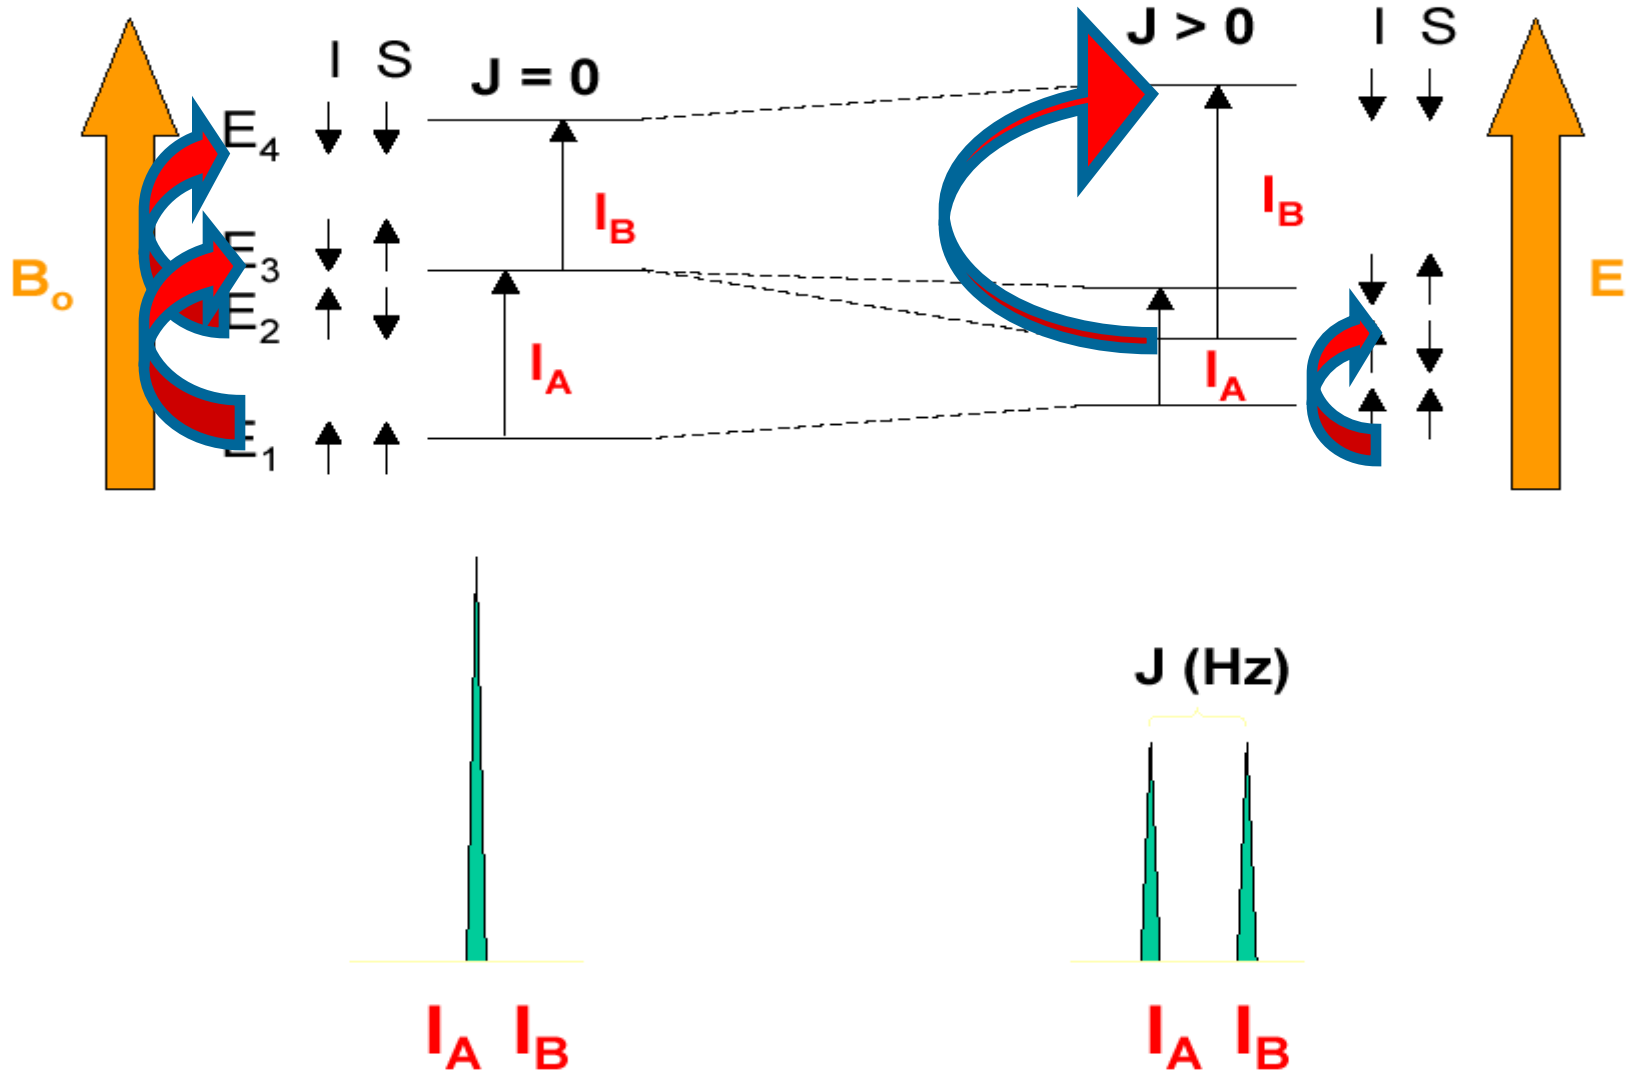 I S
J = 0
J > 0
I S
E4
E3
E2
E1
Bo
E
IB
IA
IB
IA
J (Hz)
IA IB
IA IB